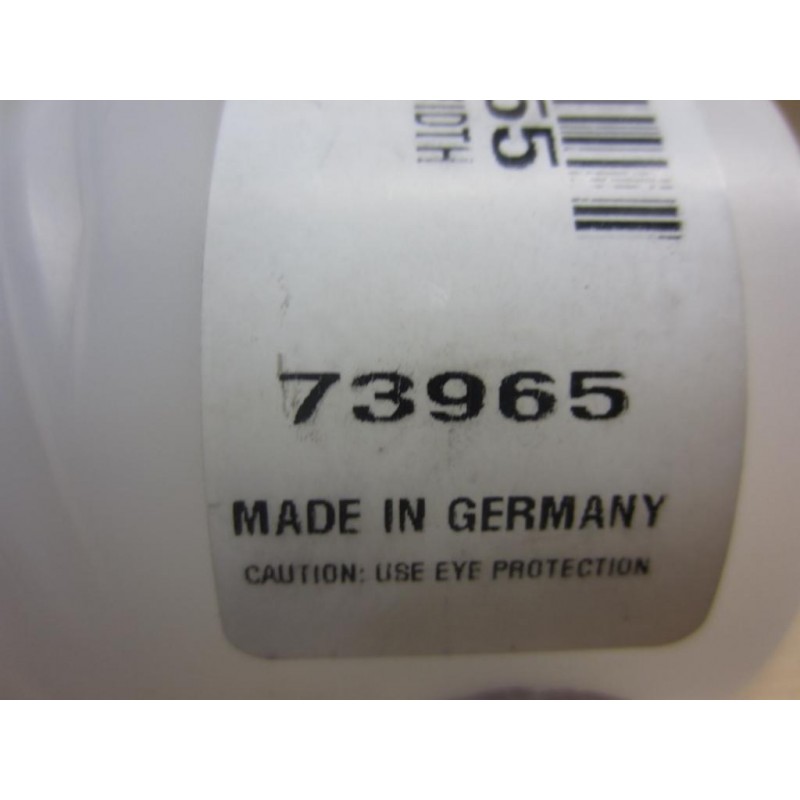 73965
MADE IN GERMANY
CAUTION: USE EYE PROTECTION